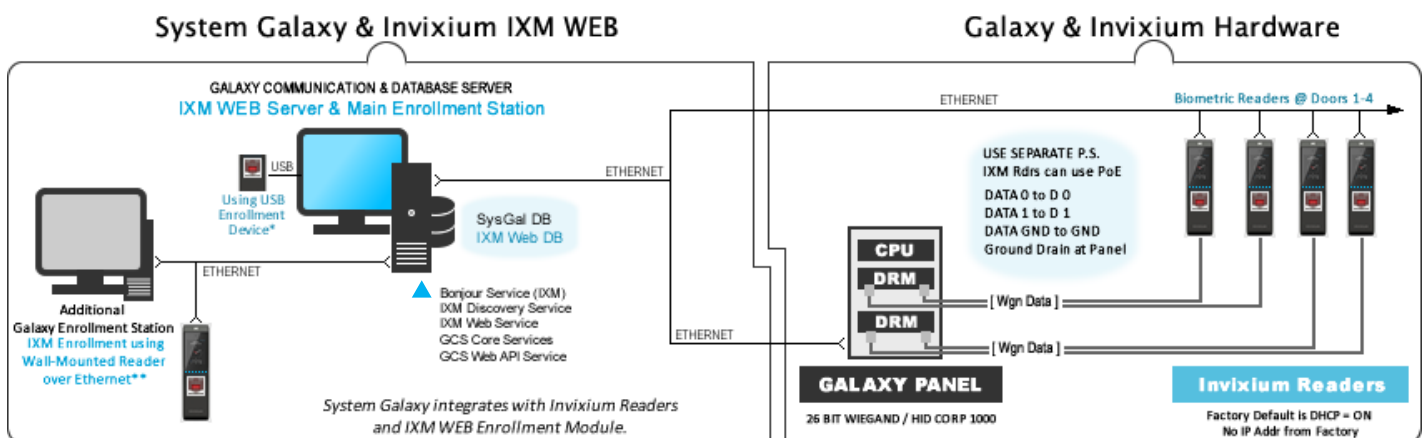 System Galaxy & Invixium IXM WEB
GALAXY COMMUNICATION & DATABASE SERVER
IXM WEB Server & Main Enrollment Station
USB
Using USB
Enrollment
Device*
ETHERNET
SysGal DB
IXM Web DB
ETHERNET
Additional
Galaxy Enrollment Station
IXM Enrollment using
Wall-Mounted Reader
over Ethernet**
Bonjour Service (IXM)
IXM Discovery Service
IXM Web Service
GCS Core Services
GCS Web API Service
System Galaxy integrates with Invixium Readers
and IXM WEB Enrollment Module.
Galaxy & Invixium Hardware
ETHERNET
Biometric Readers @ Doors 1-4
USE SEPARATE P.S.
IXM Rdrs can use PoE
DATA 0 to D 0
DATA 1 to D 1
DATA GND to GND
Ground Drain at Panel
CPU
DRM
[ Wgn Data ]
DRM
[ Wgn Data ]
ETHERNET
GALAXY PANEL
26 BIT WIEGAND / HID CORP 1000
Invixium Readers
Factory Default is DHCP = ON
No IP Addr from Factory